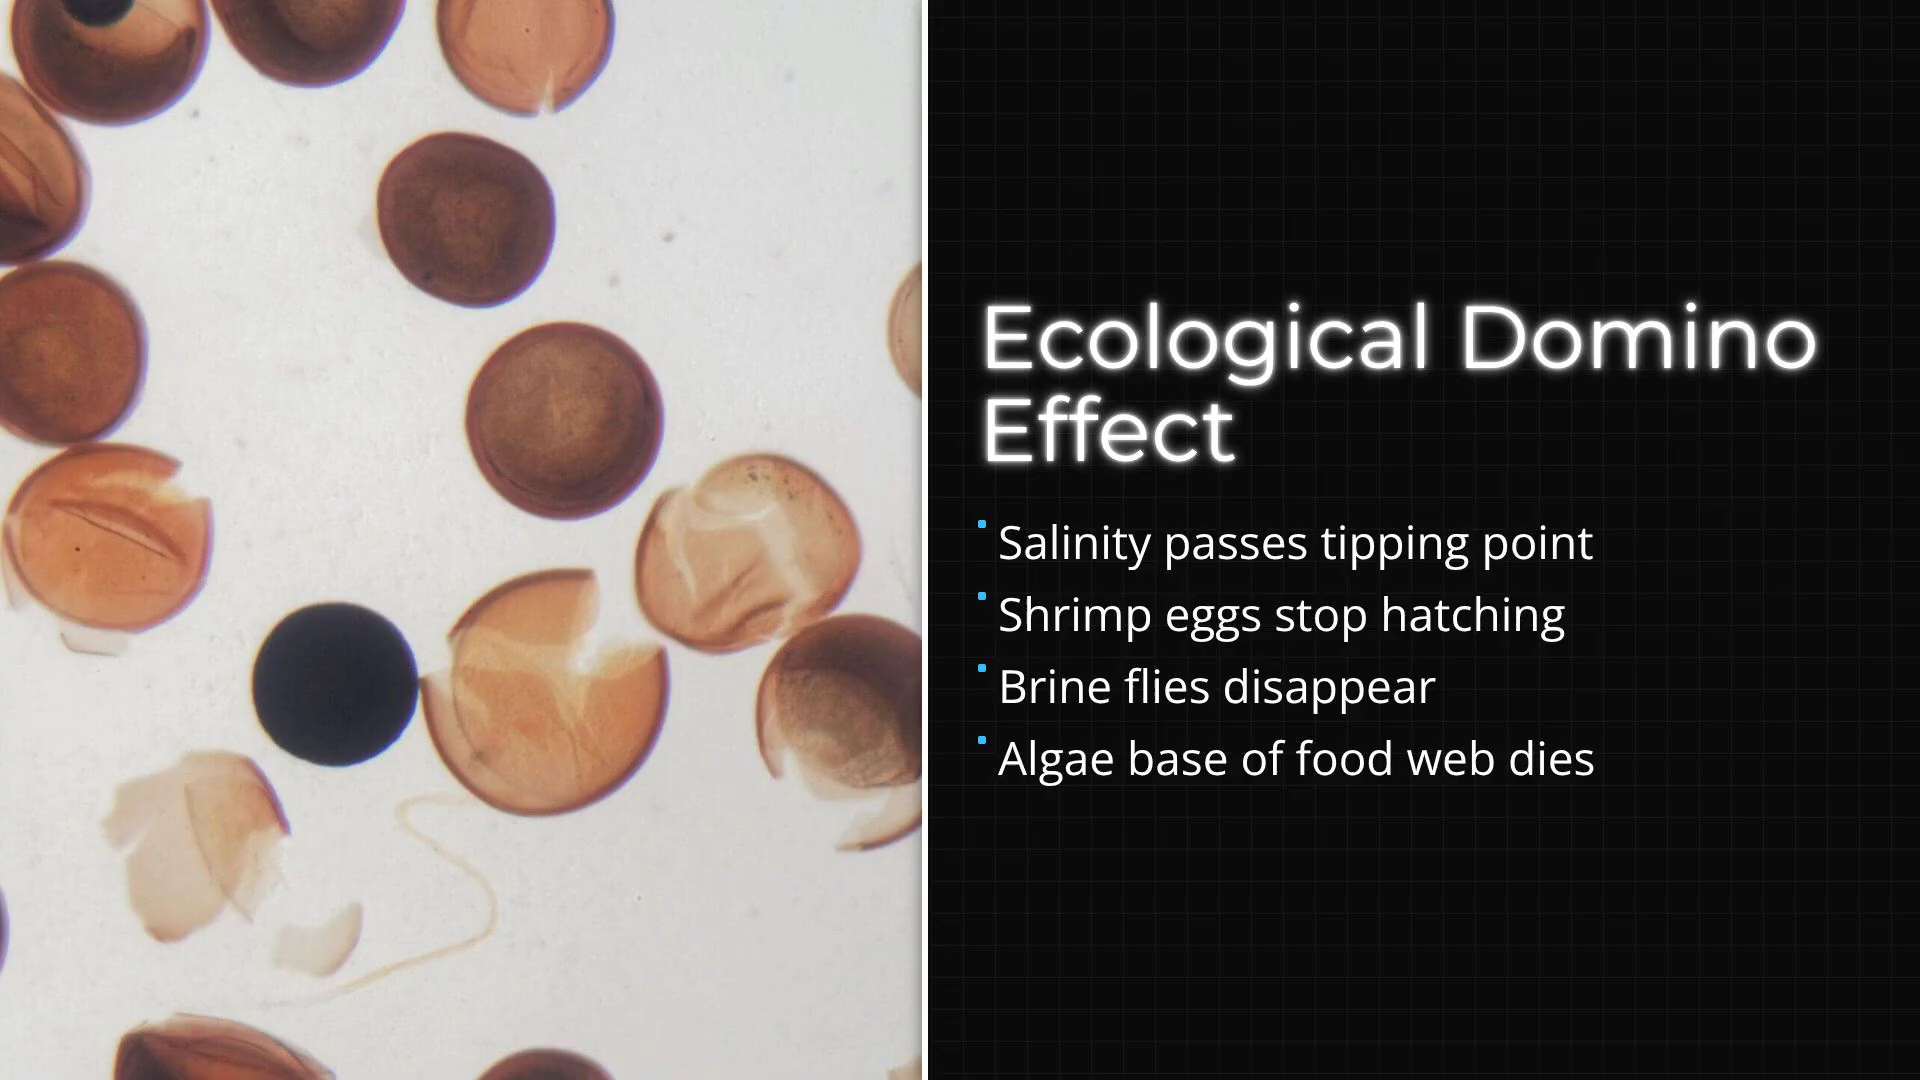 Ecological Domino
Effect
Salinity passes tipping point
Shrimp eggs stop hatching
Brine flies disappear
Algae base of food web dies